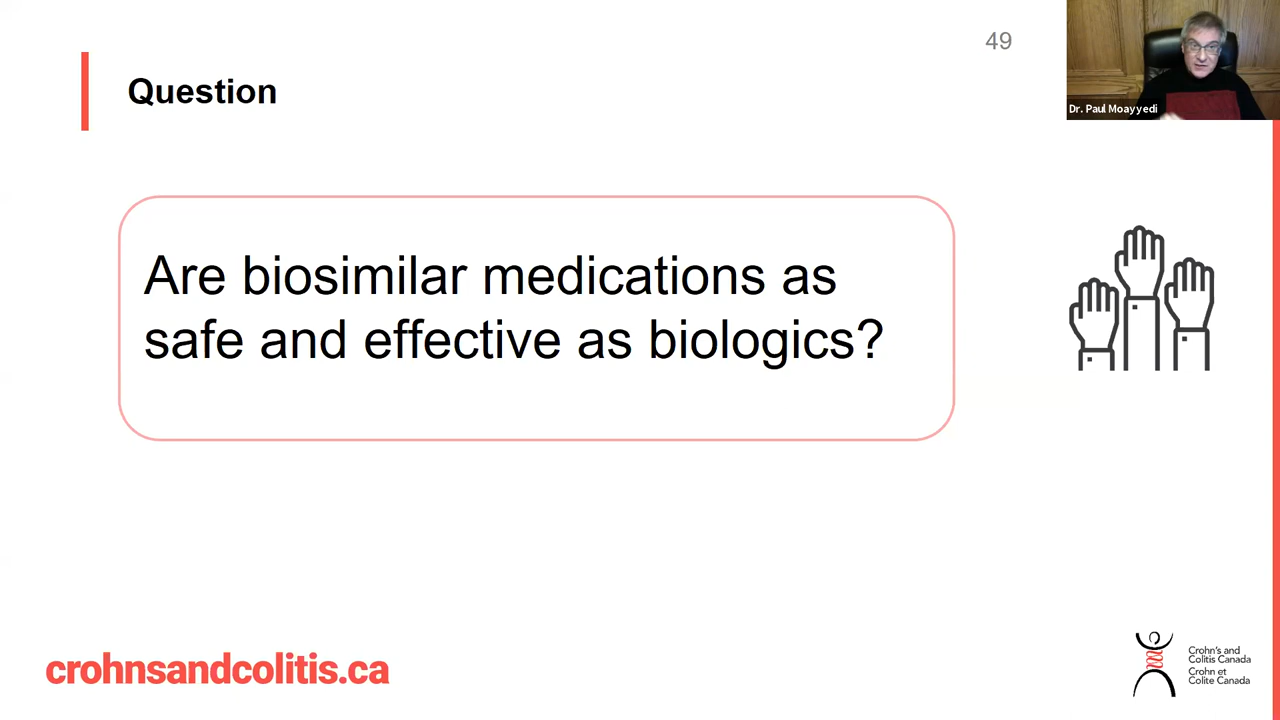 49
Dr. Paul Moayyedi
Question
Are biosimilar medications as
safe and effective as biologics?
crohnsandcolitis.ca
Crohn's and
Colitis Canada
Crohn et
Colite Canada